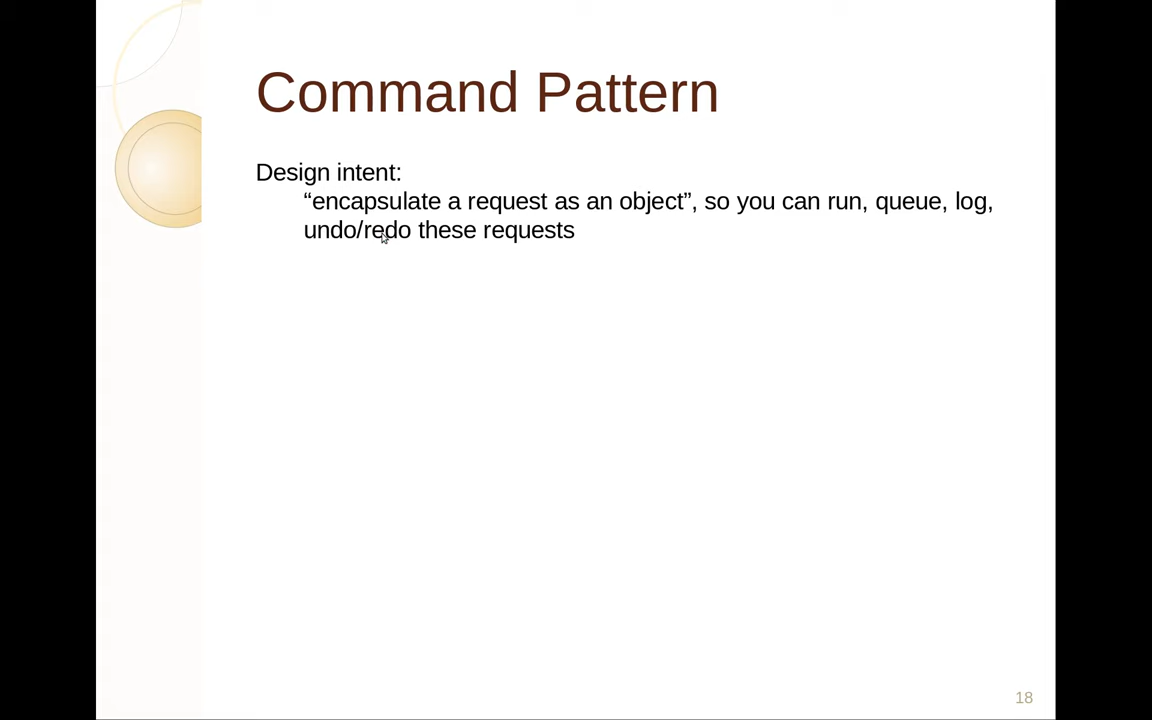 Command Pattern
Design intent:
“encapsulate a request as an object”, so you can run, queue, log,
undo/redo these requests
18